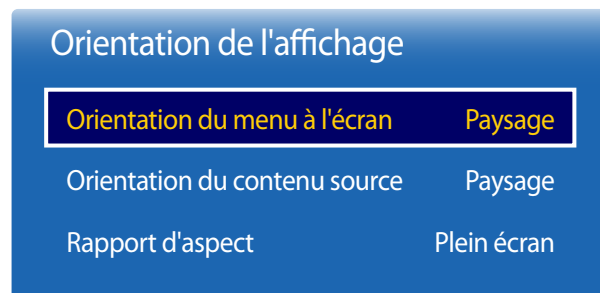 Orientation de l'affichage
Orientation du menu à l'écran Paysage
Orientation du contenu source Paysage
Rapport d'aspect Plein écran